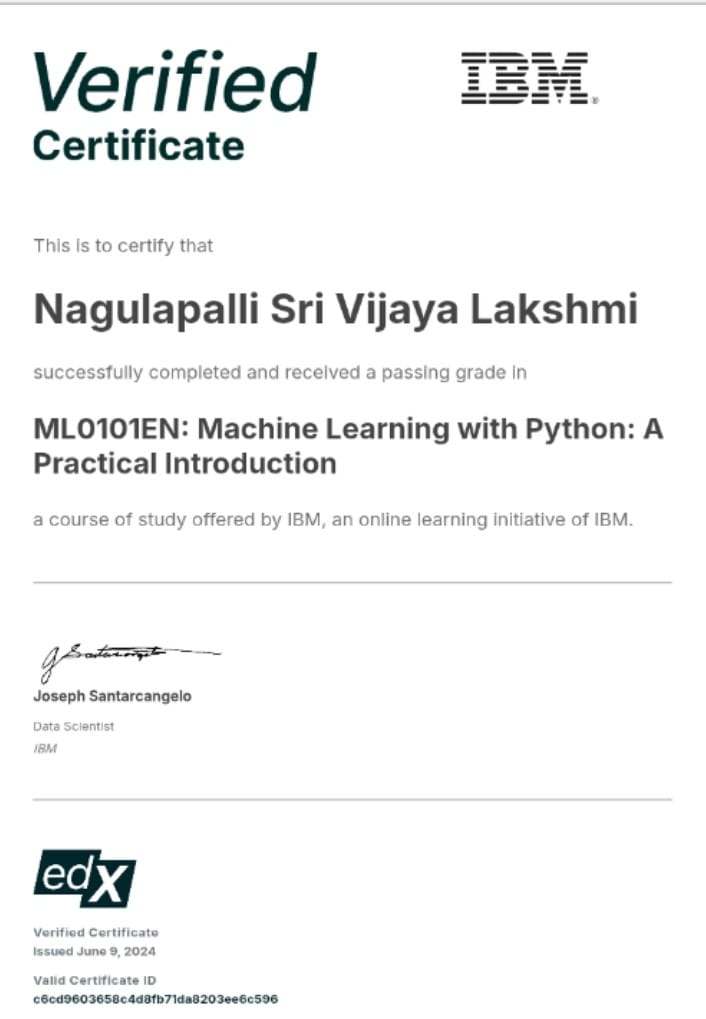 Verified
IBM®
Certificate
This is to certify that
Nagulapalli Sri Vijaya Lakshmi
successfully completed and received a passing grade in
ML0101EN: Machine Learning with Python: A
Practical Introduction
a course of study offered by IBM, an online learning initiative of IBM.
J Santarcangelo
Joseph Santarcangelo
Data Scientist
IBM
edX
Verified Certificate
Issued June 9, 2024
Valid Certificate ID
c6cd9603658c4d8fb71da8203ee6c596